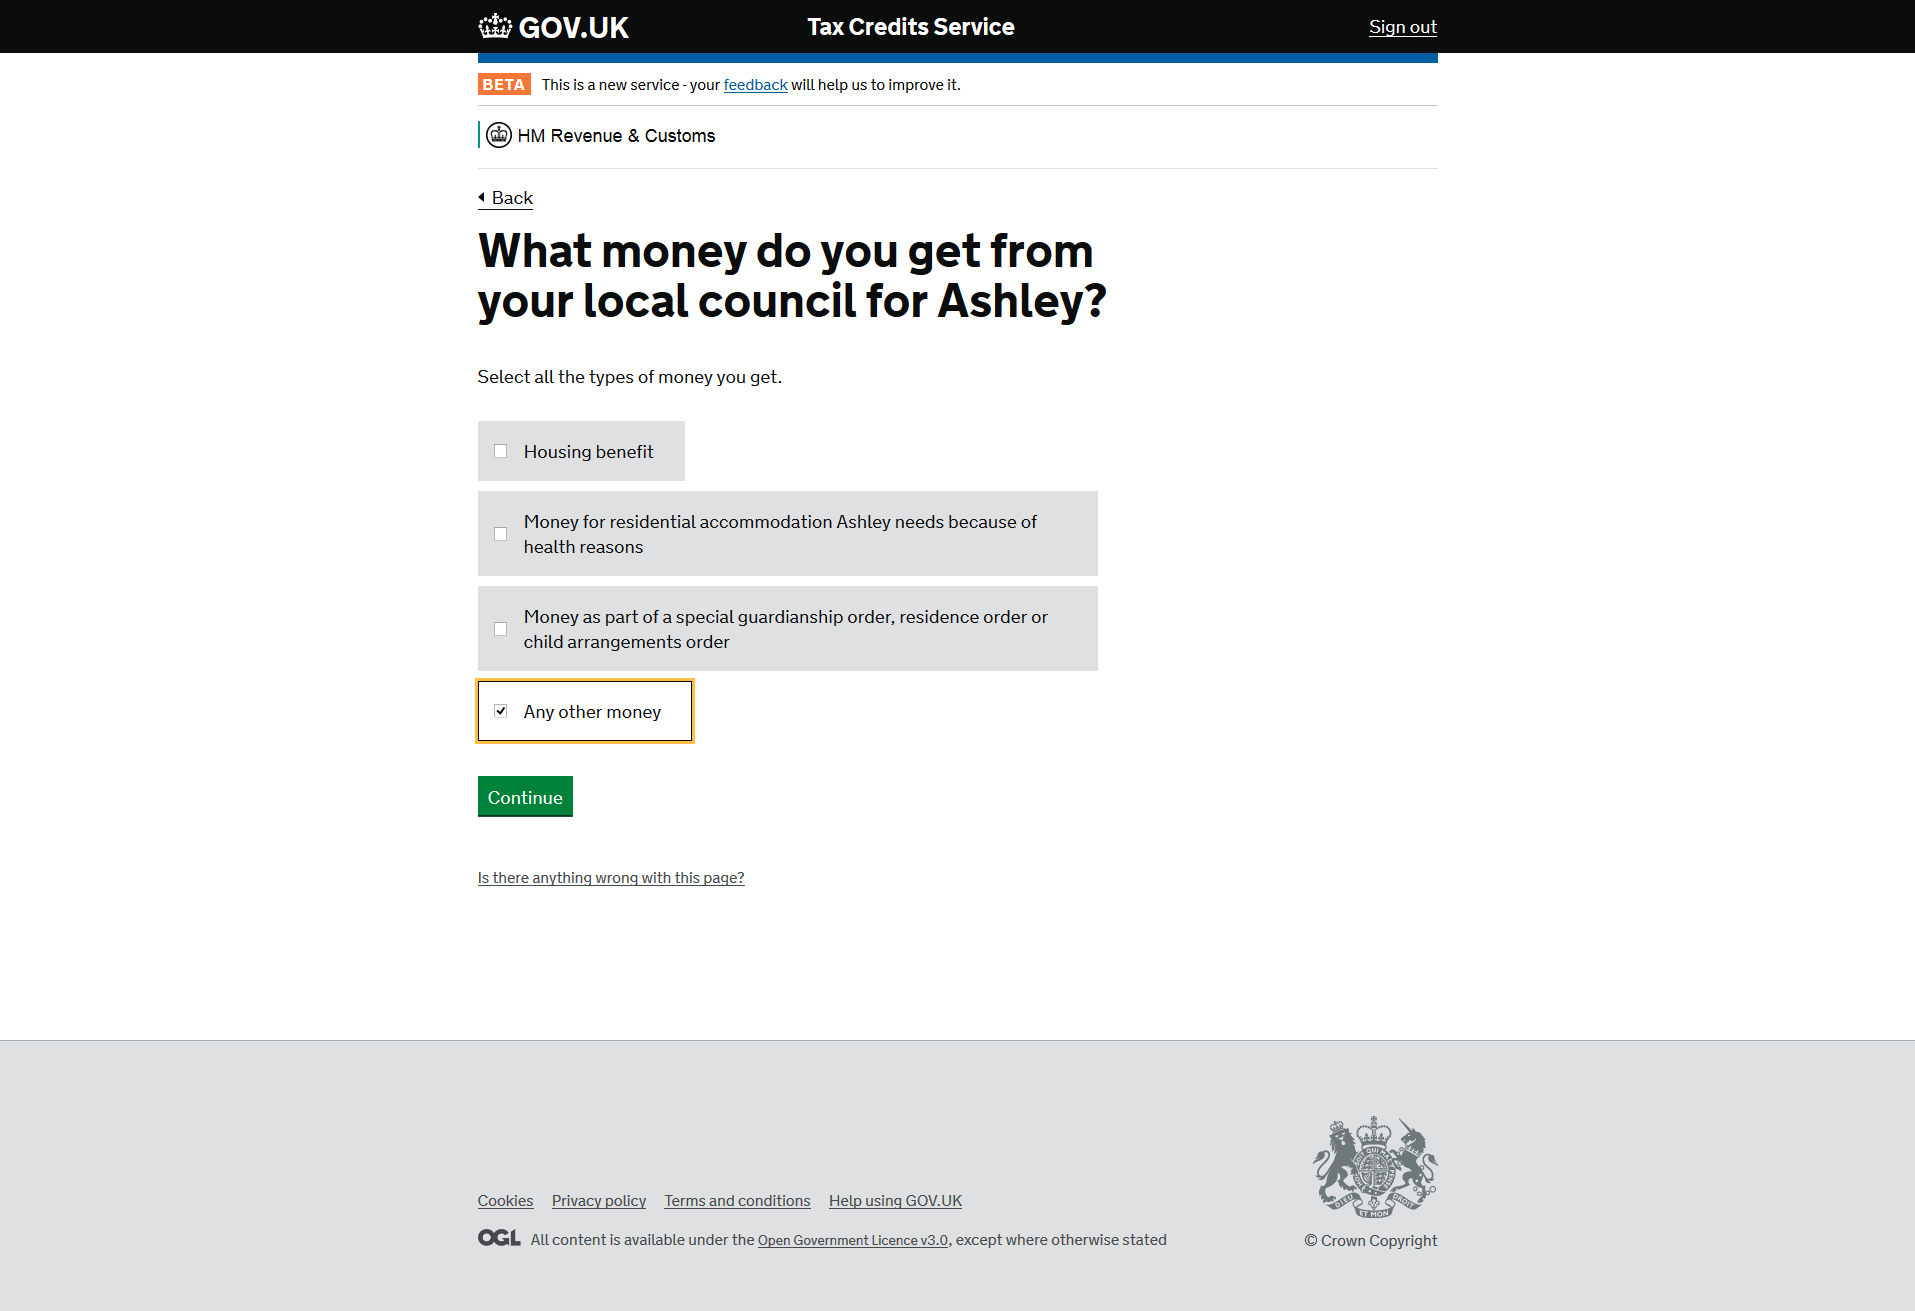 GOV.UK
Tax Credits Service
Sign out
BETA This is a new service - your feedback will help us to improve it.
HM Revenue & Customs
Back
What money do you get from
your local council for Ashley?
Select all the types of money you get.
Housing benefit
Money for residential accommodation Ashley needs because of
health reasons
Money as part of a special guardianship order, residence order or
child arrangements order
Any other money
Continue
Is there anything wrong with this page?
Cookies Privacy policy Terms and conditions Help using GOV.UK
OGL All content is available under the Open Government Licence v3.0, except where otherwise stated
DIEU ET MON DROIT
© Crown Copyright